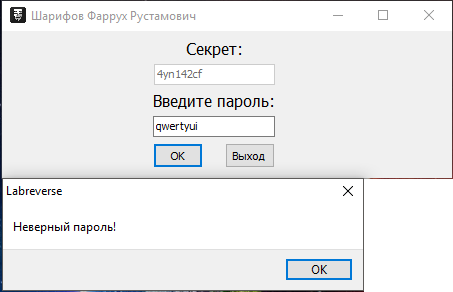 Шарифов Фаррух Рустамович
Секрет:
4yn142cf
Введите пароль:
qwertyui
OK Выход
Labreverse
Неверный пароль!
OK